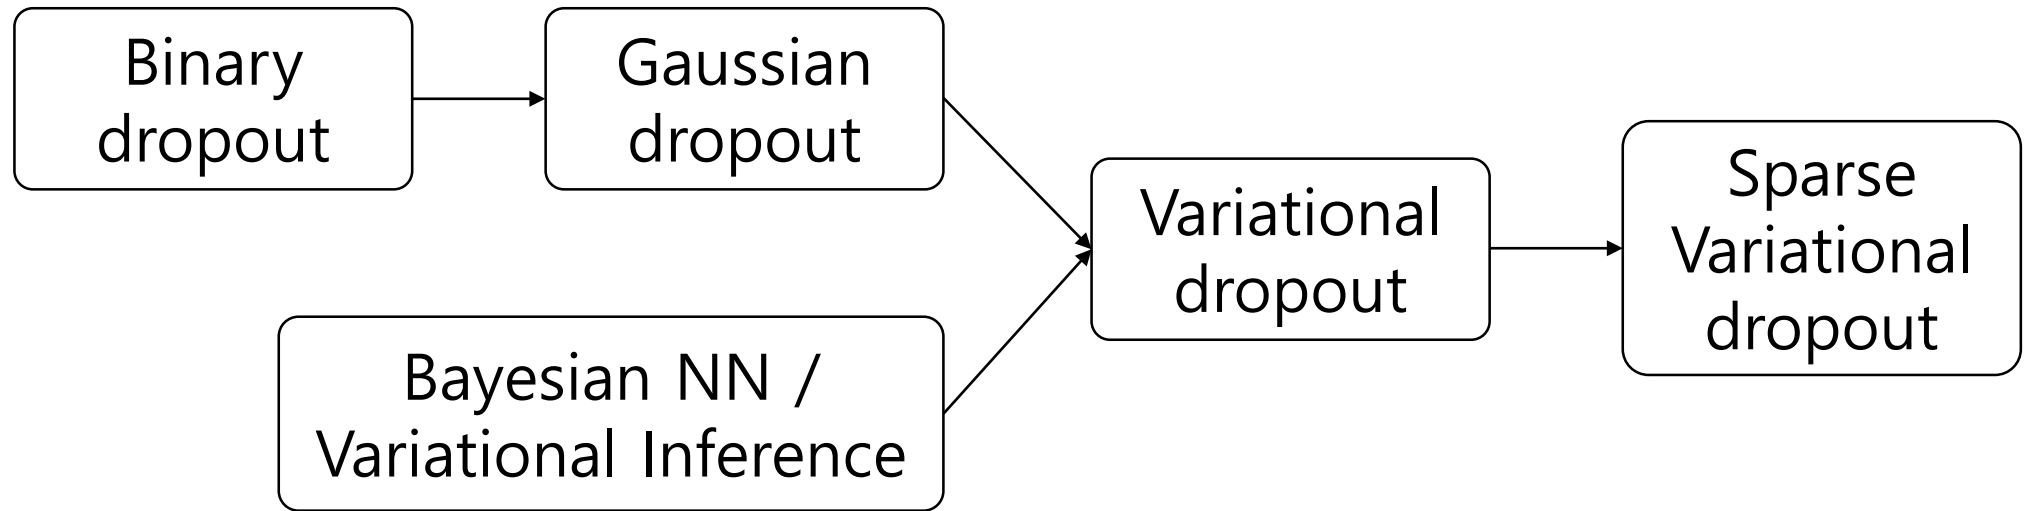 Binary
dropout
Gaussian
dropout
Bayesian NN /
Variational Inference
Variational
dropout
Sparse
Variational
dropout